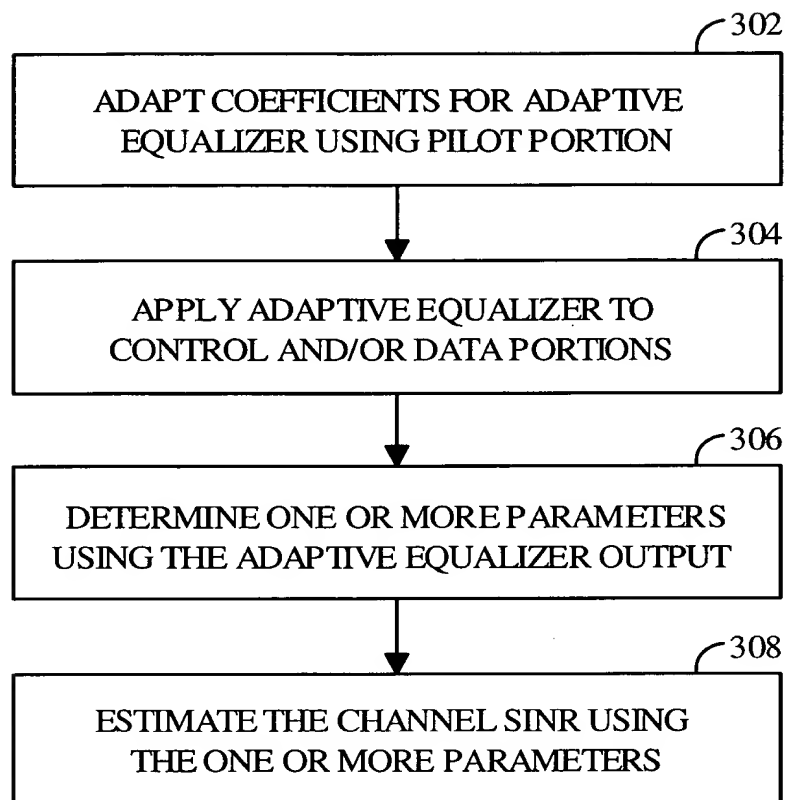 302
ADAPT COEFFICIENTS FOR ADAPTIVE
EQUALIZER USING PILOT PORTION
304
APPLY ADAPTIVE EQUALIZER TO
CONTROL AND/OR DATA PORTIONS
306
DETERMINE ONE OR MORE PARAMETERS
USING THE ADAPTIVE EQUALIZER OUTPUT
308
ESTIMATE THE CHANNEL SINR USING
THE ONE OR MORE PARAMETERS